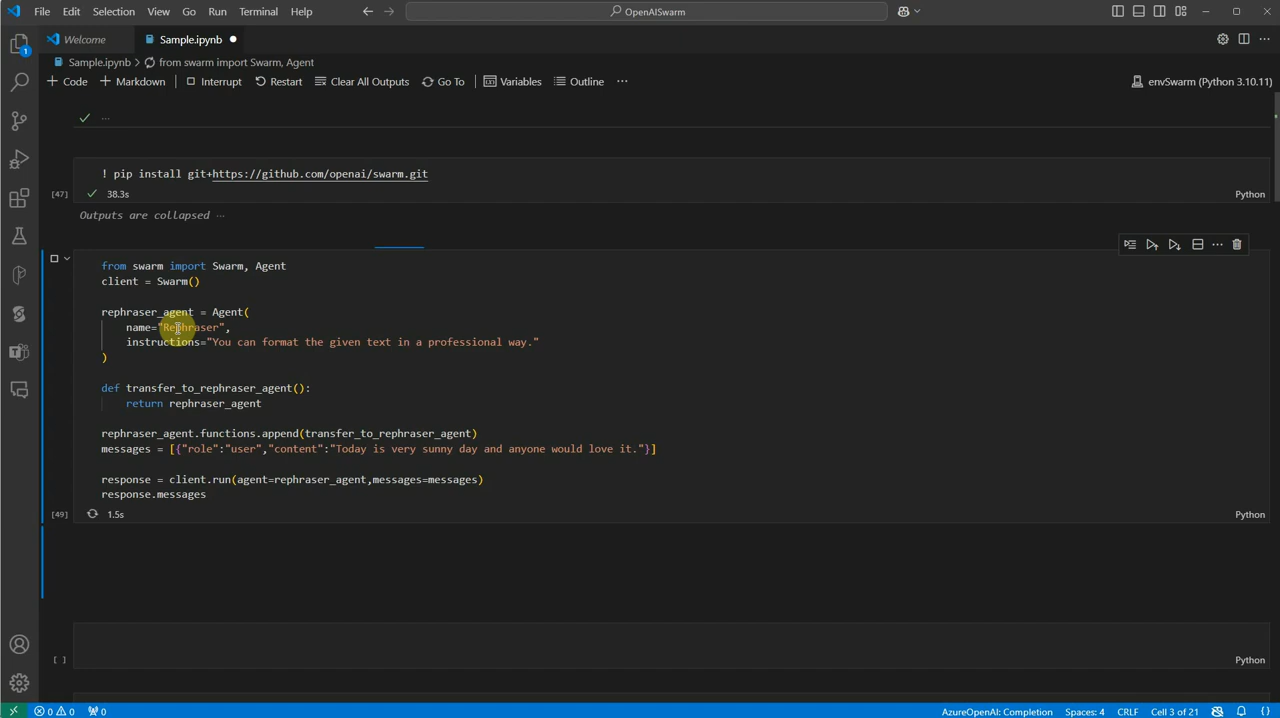 File Edit Selection View Go Run Terminal Help OpenAISwarm
Welcome Sample.ipynb
Sample.ipynb > from swarm import Swarm, Agent
+ Code + Markdown Interrupt Restart Clear All Outputs Go To Variables Outline ... envSwarm (Python 3.10.11)
...
! pip install git+https://github.com/openai/swarm.git
[47] 38.3s Python
Outputs are collapsed ...
from swarm import Swarm, Agent
client = Swarm()
rephraser_agent = Agent(
name="Rephraser",
instructions="You can format the given text in a professional way."
)
def transfer_to_rephraser_agent():
return rephraser_agent
rephraser_agent.functions.append(transfer_to_rephraser_agent)
messages = [{"role":"user","content":"Today is very sunny day and anyone would love it."}]
response = client.run(agent=rephraser_agent,messages=messages)
response.messages
[49] 1.5s Python
[ ] Python
0 0 0 AzureOpenAI: Completion Spaces: 4 CRLF Cell 3 of 21